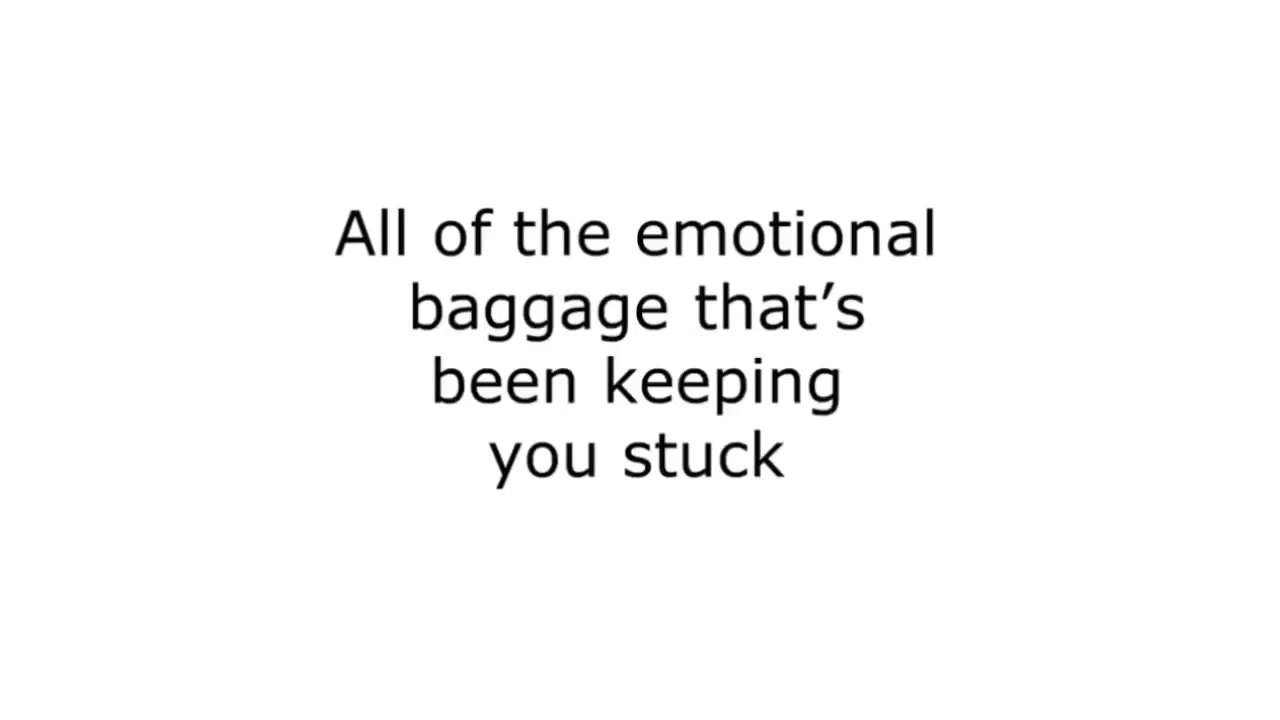 All of the emotional
baggage that’s
been keeping
you stuck